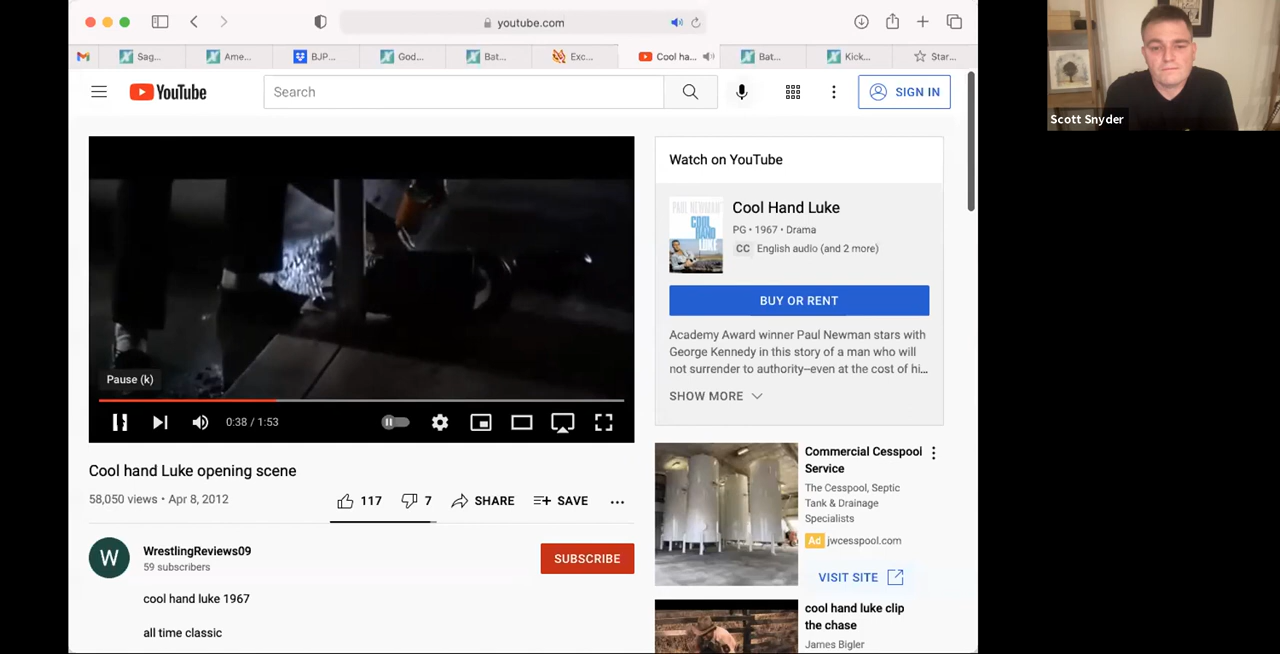 youtube.com
Sag...
Ame...
BJP...
God...
Bat...
Exc...
Cool ha...
Bat...
Kick...
Star...
YouTube
Search
SIGN IN
Scott Snyder
Watch on YouTube
PAUL NEWMAN
COOL
HAND
LUKE
Cool Hand Luke
PG • 1967 • Drama
CC English audio (and 2 more)
BUY OR RENT
Academy Award winner Paul Newman stars with
George Kennedy in this story of a man who will
not surrender to authority–even at the cost of hi...
SHOW MORE
Pause (k)
0:38 / 1:53
Cool hand Luke opening scene
58,050 views • Apr 8, 2012
117
7
SHARE
SAVE
W
WrestlingReviews09
59 subscribers
SUBSCRIBE
cool hand luke 1967
all time classic
Commercial Cesspool
Service
The Cesspool, Septic
Tank & Drainage
Specialists
Ad jwcesspool.com
VISIT SITE
cool hand luke clip
the chase
James Bigler